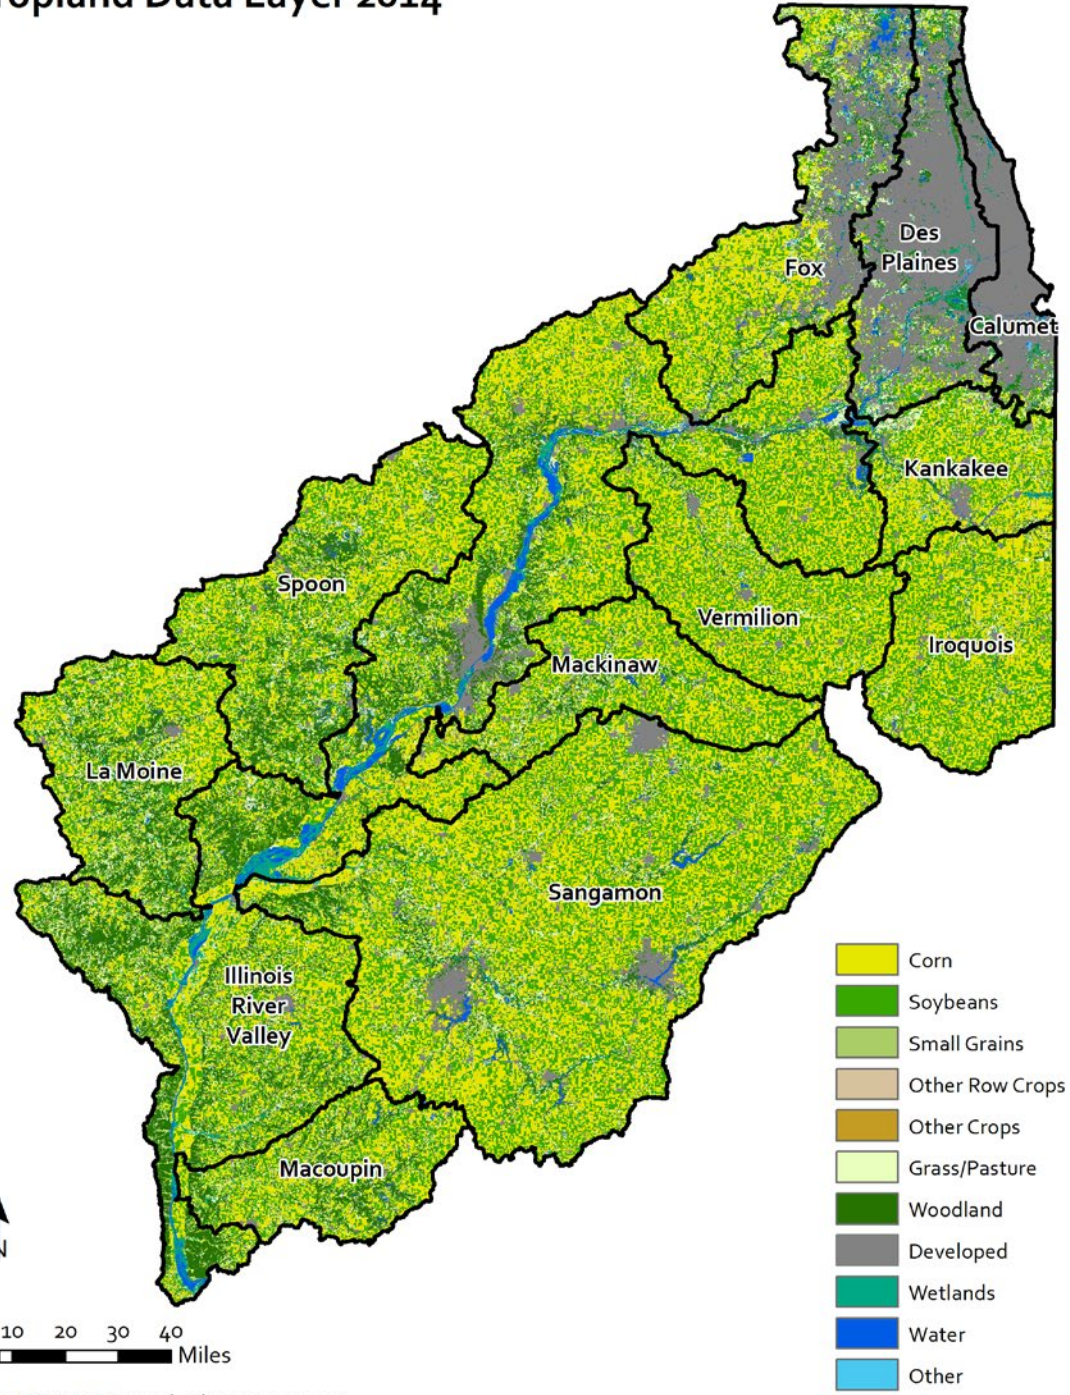 Cropland Data Layer 2014
Fox
Des
Plaines
Calumet
Kankakee
Spoon
Vermilion
Iroquois
Mackinaw
La Moine
Sangamon
Illinois
River
Valley
Macoupin
N
10 20 30 40
Miles
Corn
Soybeans
Small Grains
Other Row Crops
Other Crops
Grass/Pasture
Woodland
Developed
Wetlands
Water
Other